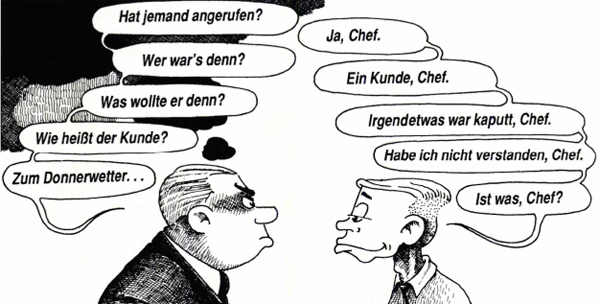 Hat jemand angerufen?
Ja, Chef.
Wer war's denn?
Ein Kunde, Chef.
Was wollte er denn?
Irgendetwas war kaputt, Chef.
Wie heißt der Kunde?
Habe ich nicht verstanden, Chef.
Zum Donnerwetter. . .
Ist was, Chef?